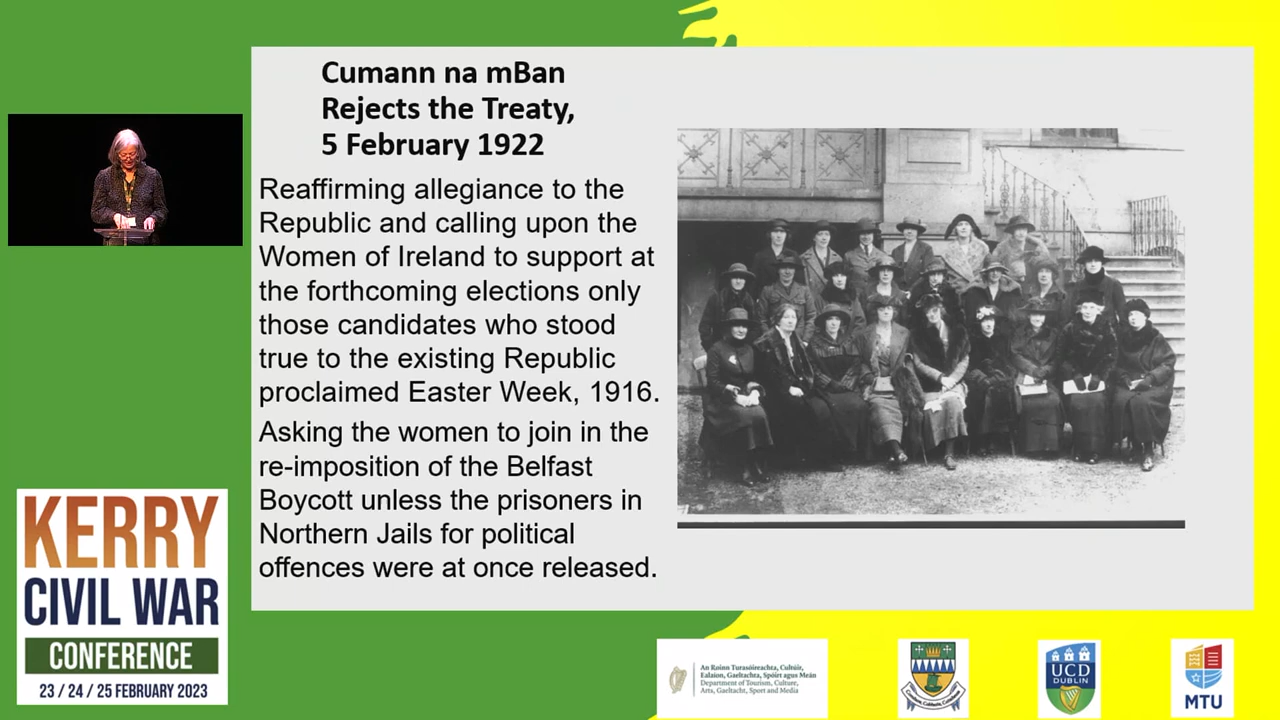 Cumann na mBan
Rejects the Treaty,
5 February 1922
Reaffirming allegiance to the
Republic and calling upon the
Women of Ireland to support at
the forthcoming elections only
those candidates who stood
true to the existing Republic
proclaimed Easter Week, 1916.
Asking the women to join in the
re-imposition of the Belfast
Boycott unless the prisoners in
Northern Jails for political
offences were at once released.
KERRY
CIVIL WAR
CONFERENCE
23 / 24 / 25 FEBRUARY 2023
An Roinn Turasóireachta, Cultúir,
Ealaíon, Gaeltachta, Spóirt agus Meán
Department of Tourism, Culture,
Arts, Gaeltacht, Sport and Media
UCD
DUBLIN
MTU